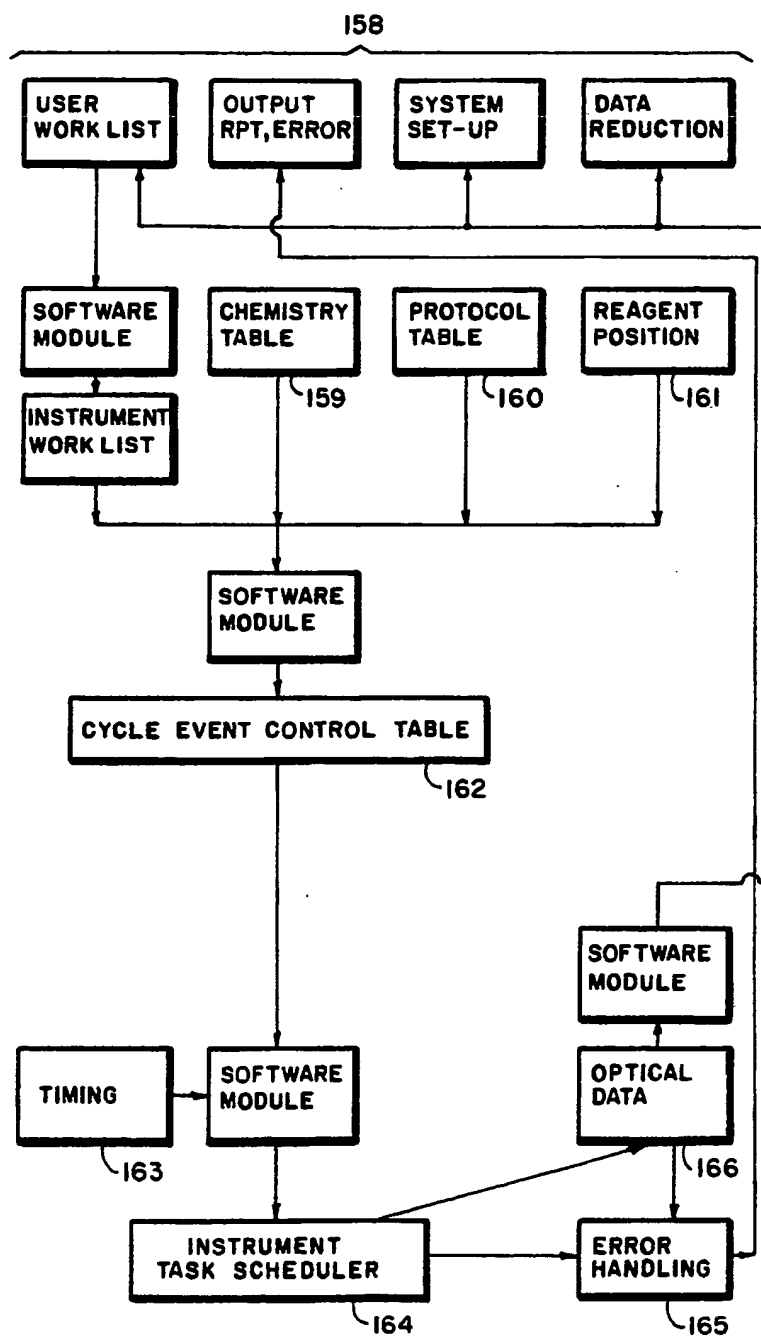 158
USER
WORK LIST
OUTPUT
RPT, ERROR
SYSTEM
SET-UP
DATA
REDUCTION
SOFTWARE
MODULE
CHEMISTRY
TABLE
159
PROTOCOL
TABLE
160
REAGENT
POSITION
161
INSTRUMENT
WORK LIST
SOFTWARE
MODULE
CYCLE EVENT CONTROL TABLE
162
SOFTWARE
MODULE
TIMING
163
SOFTWARE
MODULE
OPTICAL
DATA
166
INSTRUMENT
TASK SCHEDULER
164
ERROR
HANDLING
165